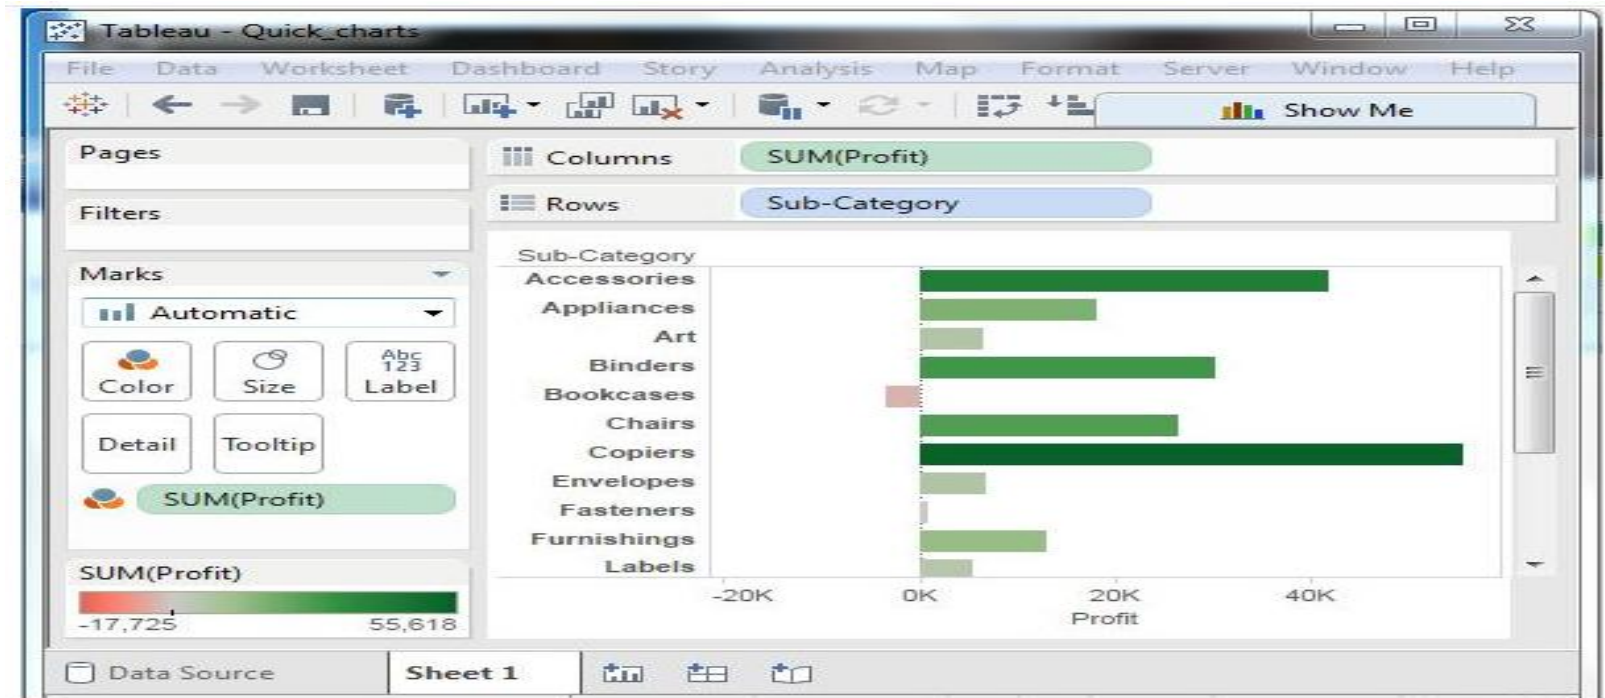 Tableau - Quick_charts
File Data Worksheet Dashboard Story Analysis Map Format Server Window Help
Show Me
Pages
Columns SUM(Profit)
Rows Sub-Category
Filters
Marks
Automatic
Color Size Abc 123 Label
Detail Tooltip
SUM(Profit)
SUM(Profit)
-17,725 55,618
Sub-Category
Accessories
Appliances
Art
Binders
Bookcases
Chairs
Copiers
Envelopes
Fasteners
Furnishings
Labels
-20K 0K 20K 40K
Profit
Data Source Sheet 1